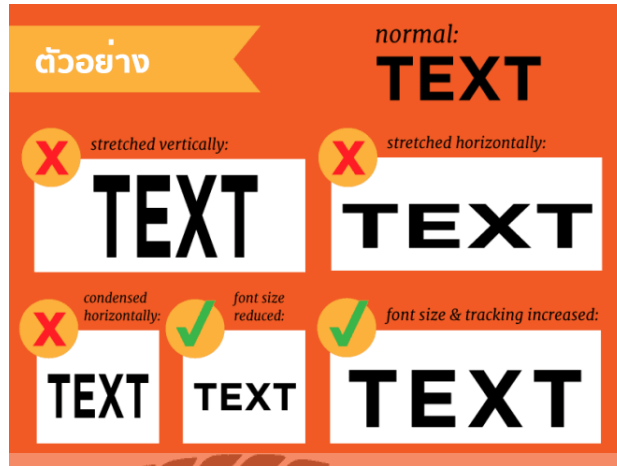 ตัวอย่าง
normal:
TEXT
X
stretched vertically:
TEXT
X
stretched horizontally:
TEXT
X
condensed
horizontally:
TEXT
font size
reduced:
TEXT
font size & tracking increased:
TEXT